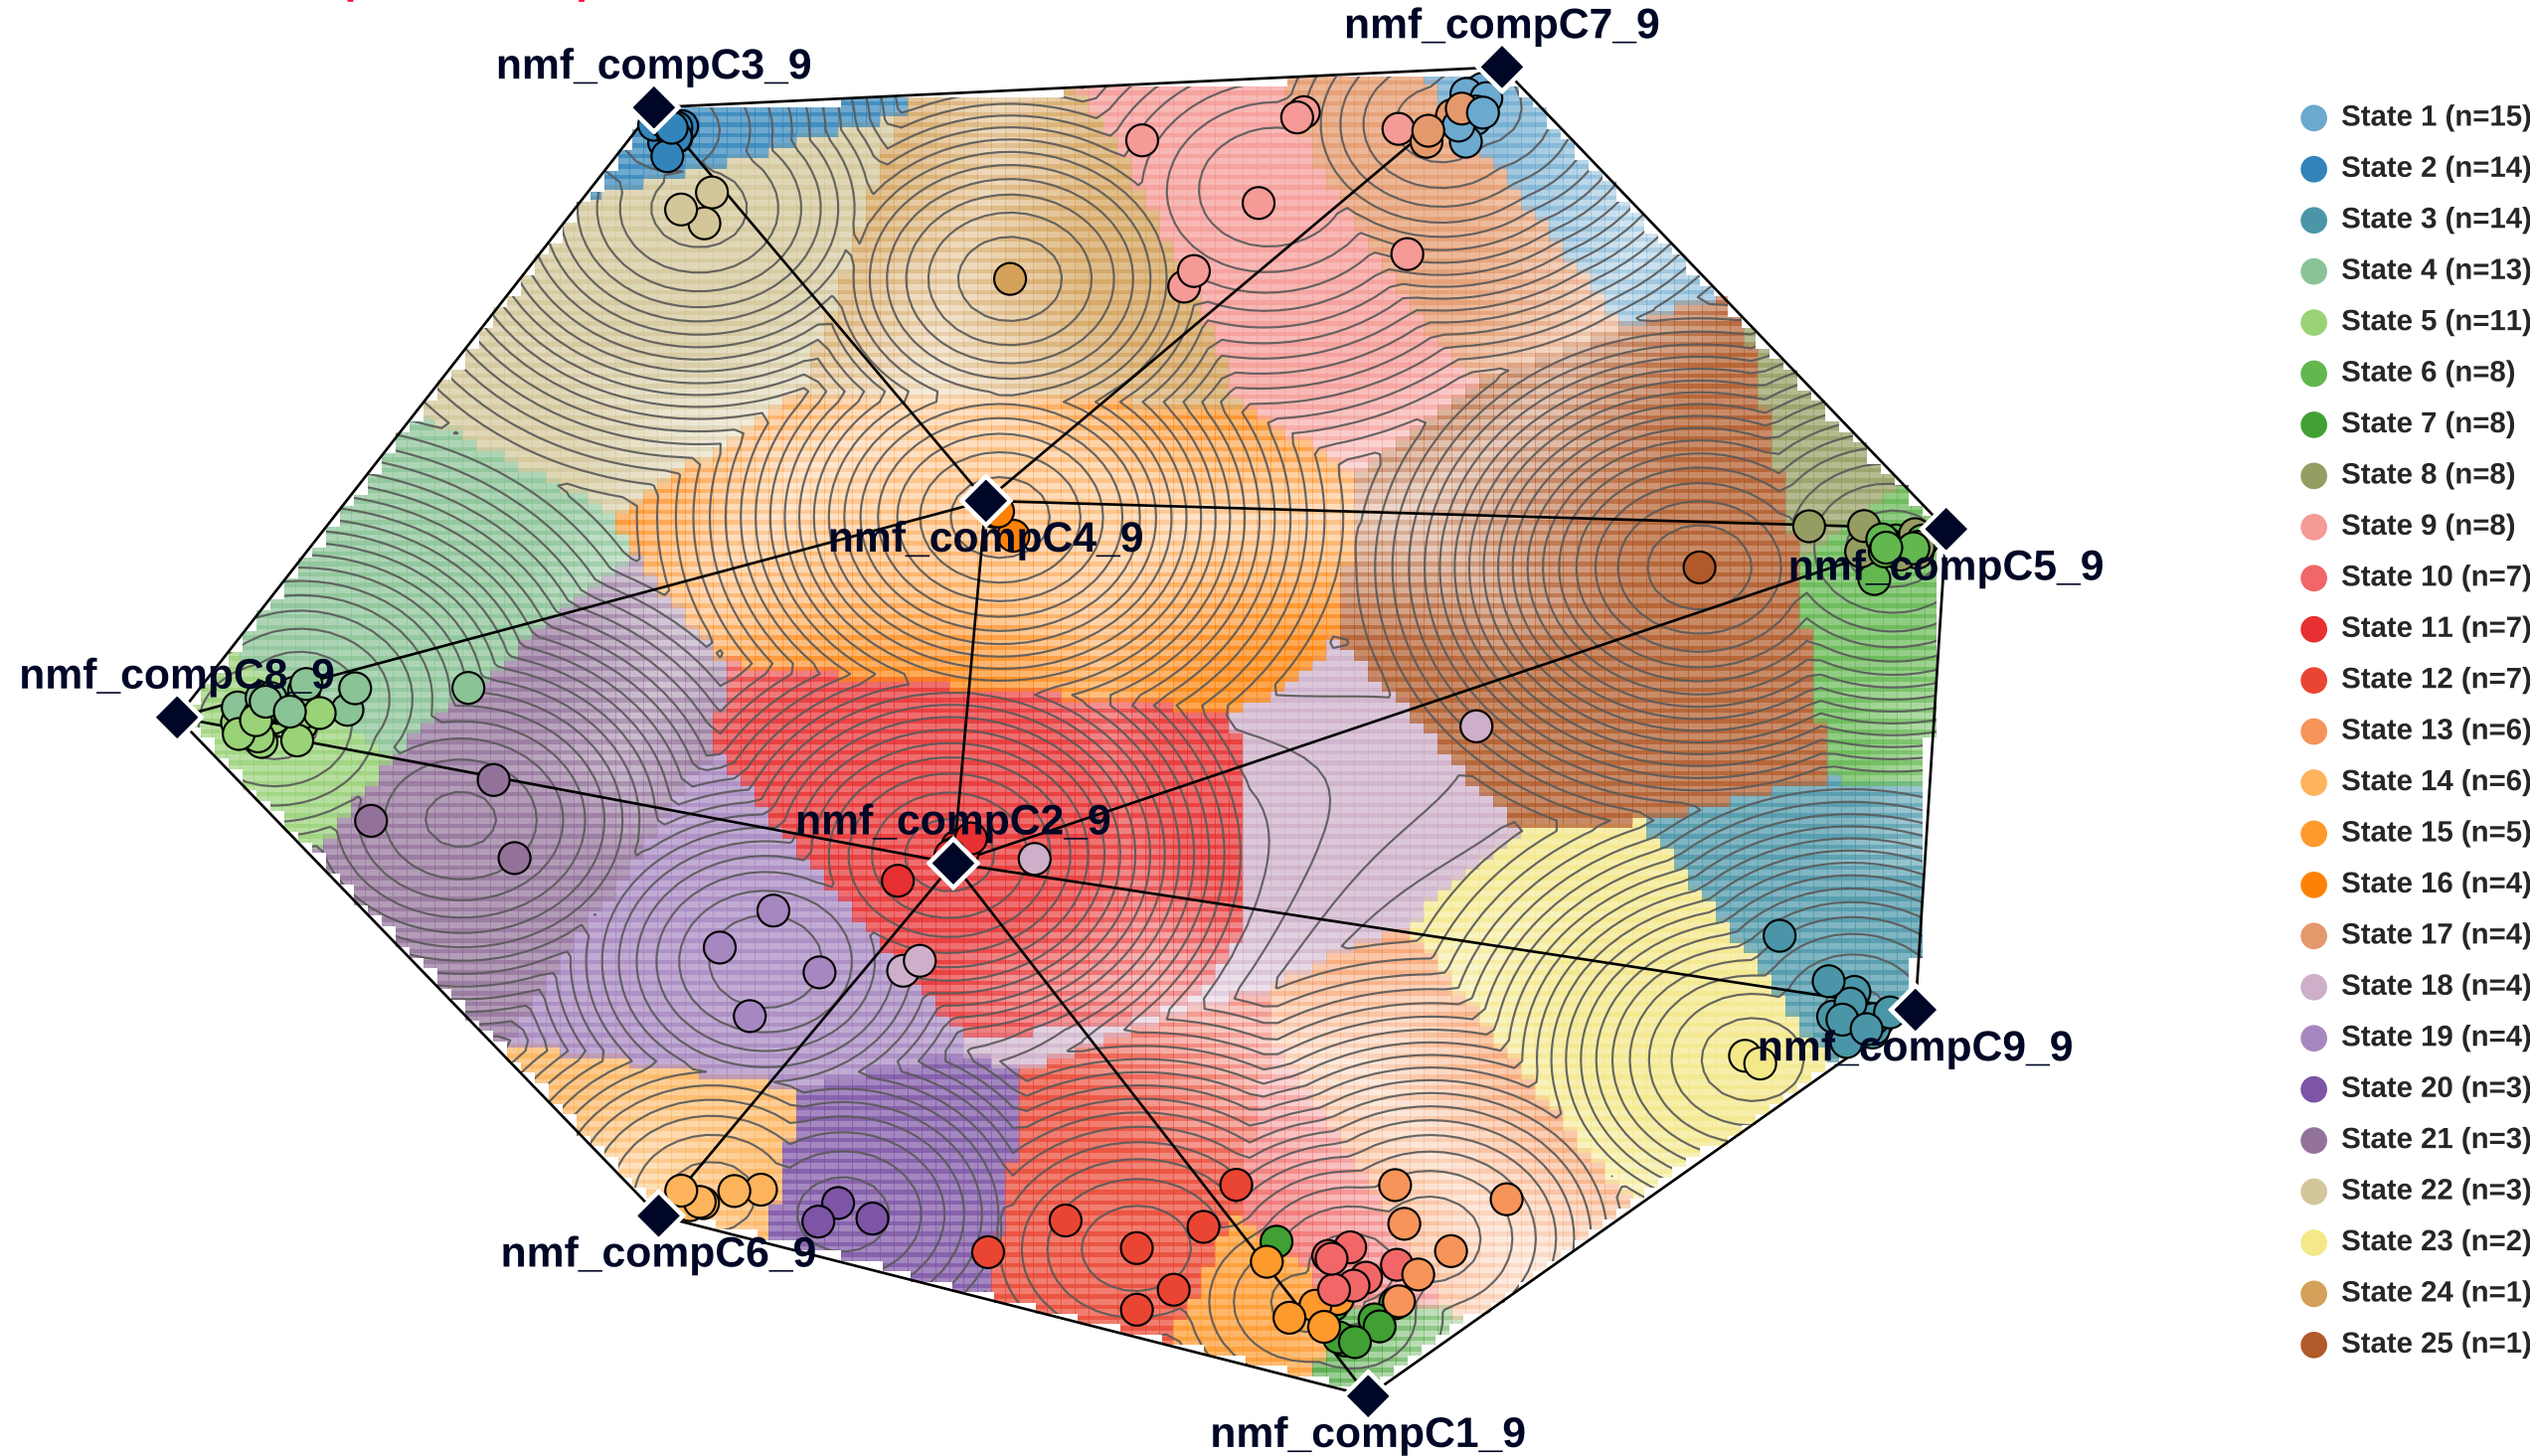 nmf_compC7_9
nmf_compC3_9
nmf_compC4_9
nmf_compC5_9
nmf_compC8_9
nmf_compC2_9
nmf_compC9_9
nmf_compC6_9
nmf_compC1_9
State 1 (n=15)
State 2 (n=14)
State 3 (n=14)
State 4 (n=13)
State 5 (n=11)
State 6 (n=8)
State 7 (n=8)
State 8 (n=8)
State 9 (n=8)
State 10 (n=7)
State 11 (n=7)
State 12 (n=7)
State 13 (n=6)
State 14 (n=6)
State 15 (n=5)
State 16 (n=4)
State 17 (n=4)
State 18 (n=4)
State 19 (n=4)
State 20 (n=3)
State 21 (n=3)
State 22 (n=3)
State 23 (n=2)
State 24 (n=1)
State 25 (n=1)